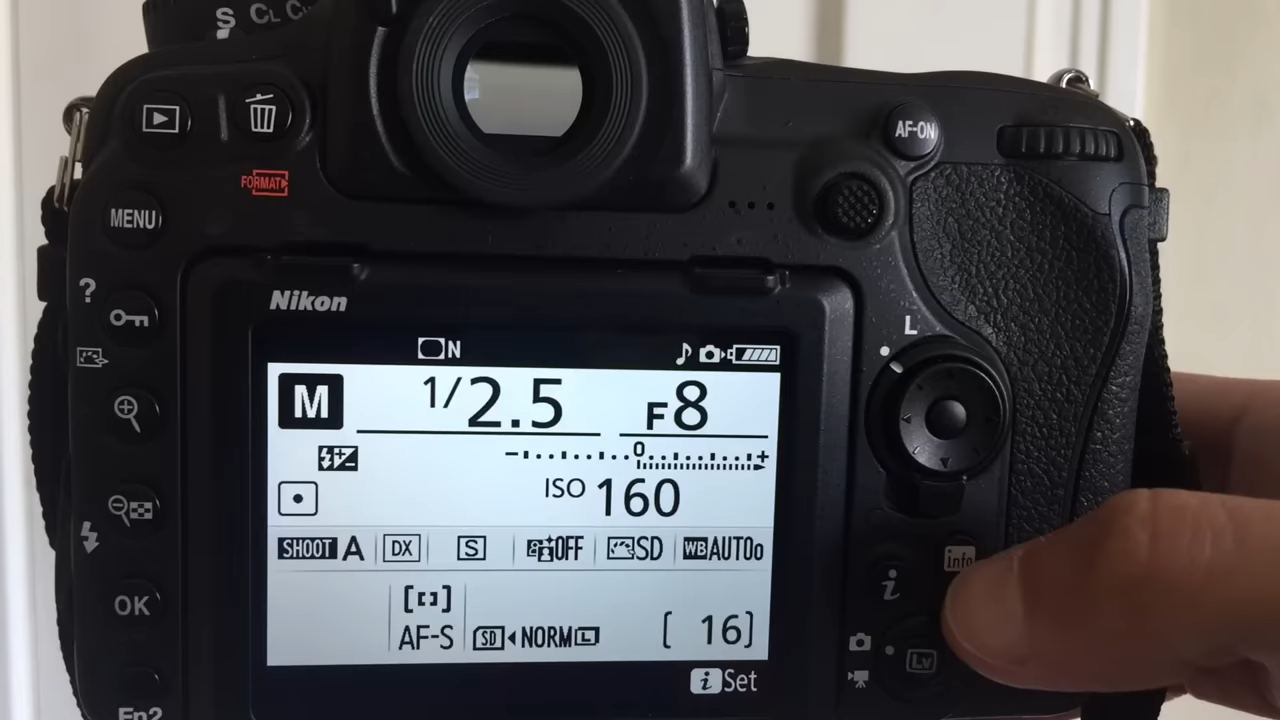 S CL
AF-ON
FORMAT
MENU
?
Nikon
L
N
M 1/2.5 F8
- 0 +
ISO 160
SHOOT A DX S OFF SD WB AUTO0
AF-S SD NORM L [ 16]
i Set
info
i
OK
Lv
Fn2